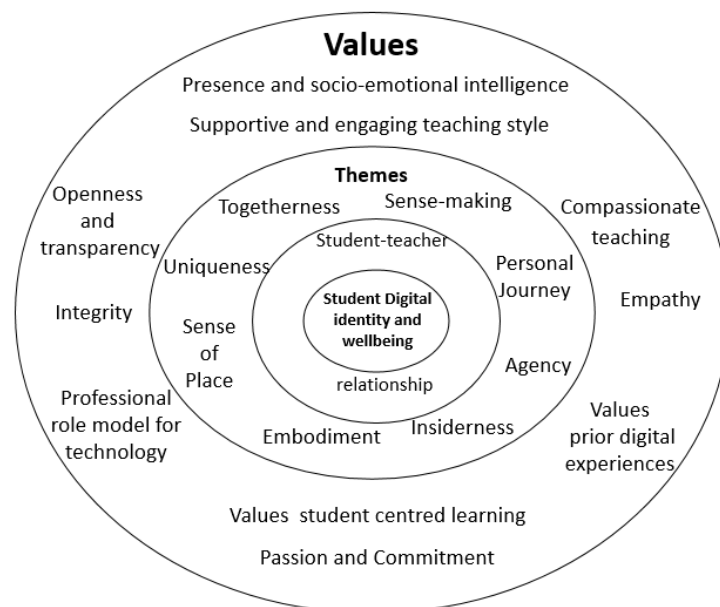 Values
Presence and socio-emotional intelligence
Supportive and engaging teaching style
Openness
and
transparency
Integrity
Professional
role model for
technology
Compassionate
teaching
Empathy
Values
prior digital
experiences
Values student centred learning
Passion and Commitment
Themes
Togetherness
Sense-making
Uniqueness
Personal
Journey
Sense
of
Place
Agency
Embodiment
Insiderness
Student-teacher
relationship
Student Digital
identity and
wellbeing